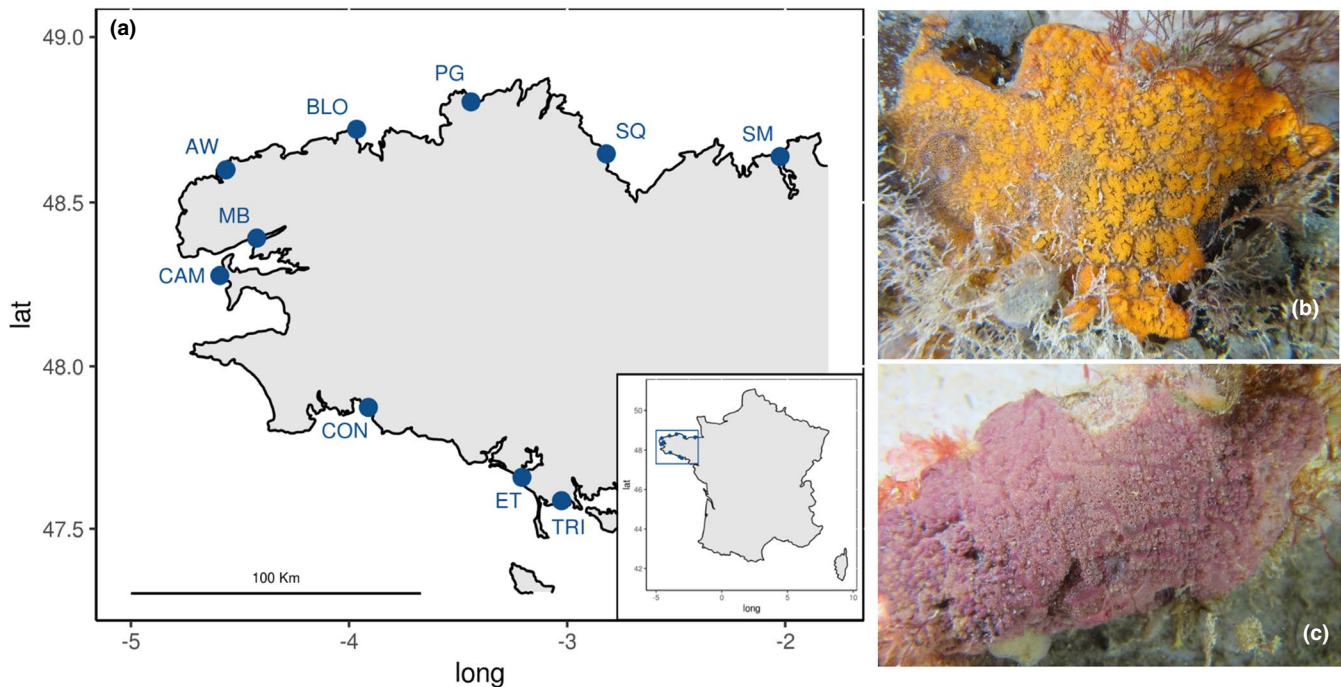 (a)
49.0
48.5
48.0
47.5
lat
-5
-4
-3
-2
long
PG
BLO
SQ
SM
AW
MB
CAM
CON
ET
TRI
100 Km
50
48
46
44
42
lat
-5
0
5
10
long
(b)
(c)